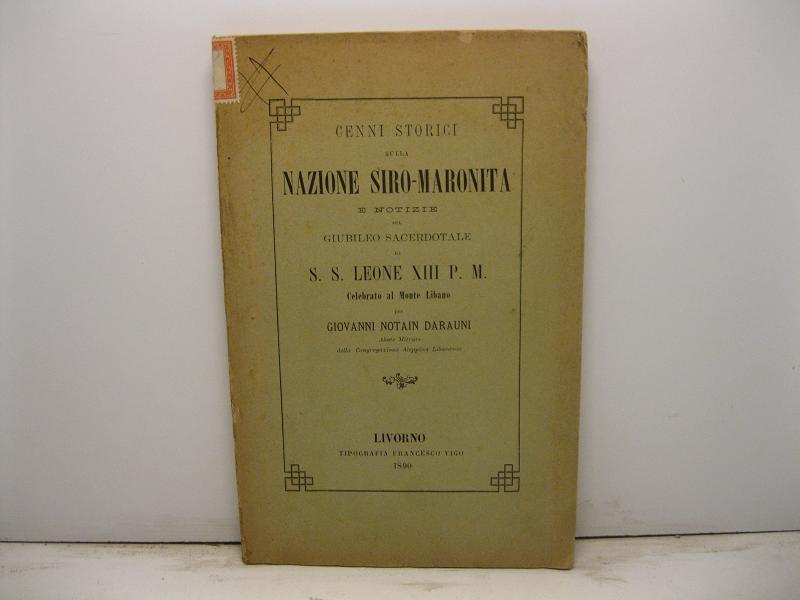 CENNI STORICI
SULLA
NAZIONE SIRO-MARONITA
E NOTIZIE
DEL
GIUBILEO SACERDOTALE
DI
S. S. LEONE XIII P. M.
Celebrato al Monte Libano
per
GIOVANNI NOTAIN DARAUNI
Abate Mitrato
della Congregazione Aleppina Libanense
LIVORNO
TIPOGRAFIA FRANCESCO VIGO
1890